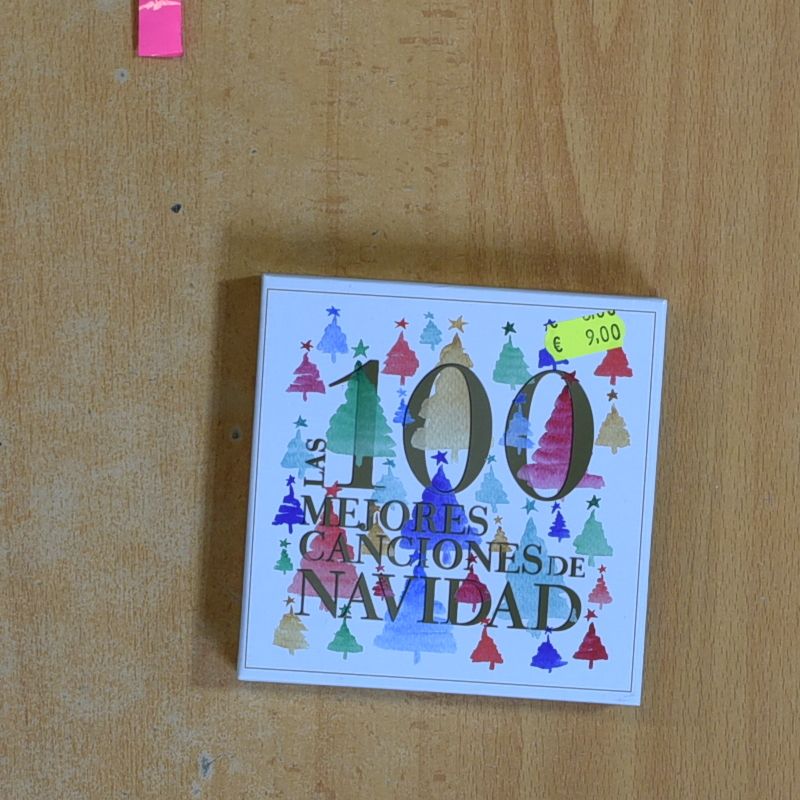 € 9,00
LAS
100
MEJORES
CANCIONES DE
NAVIDAD